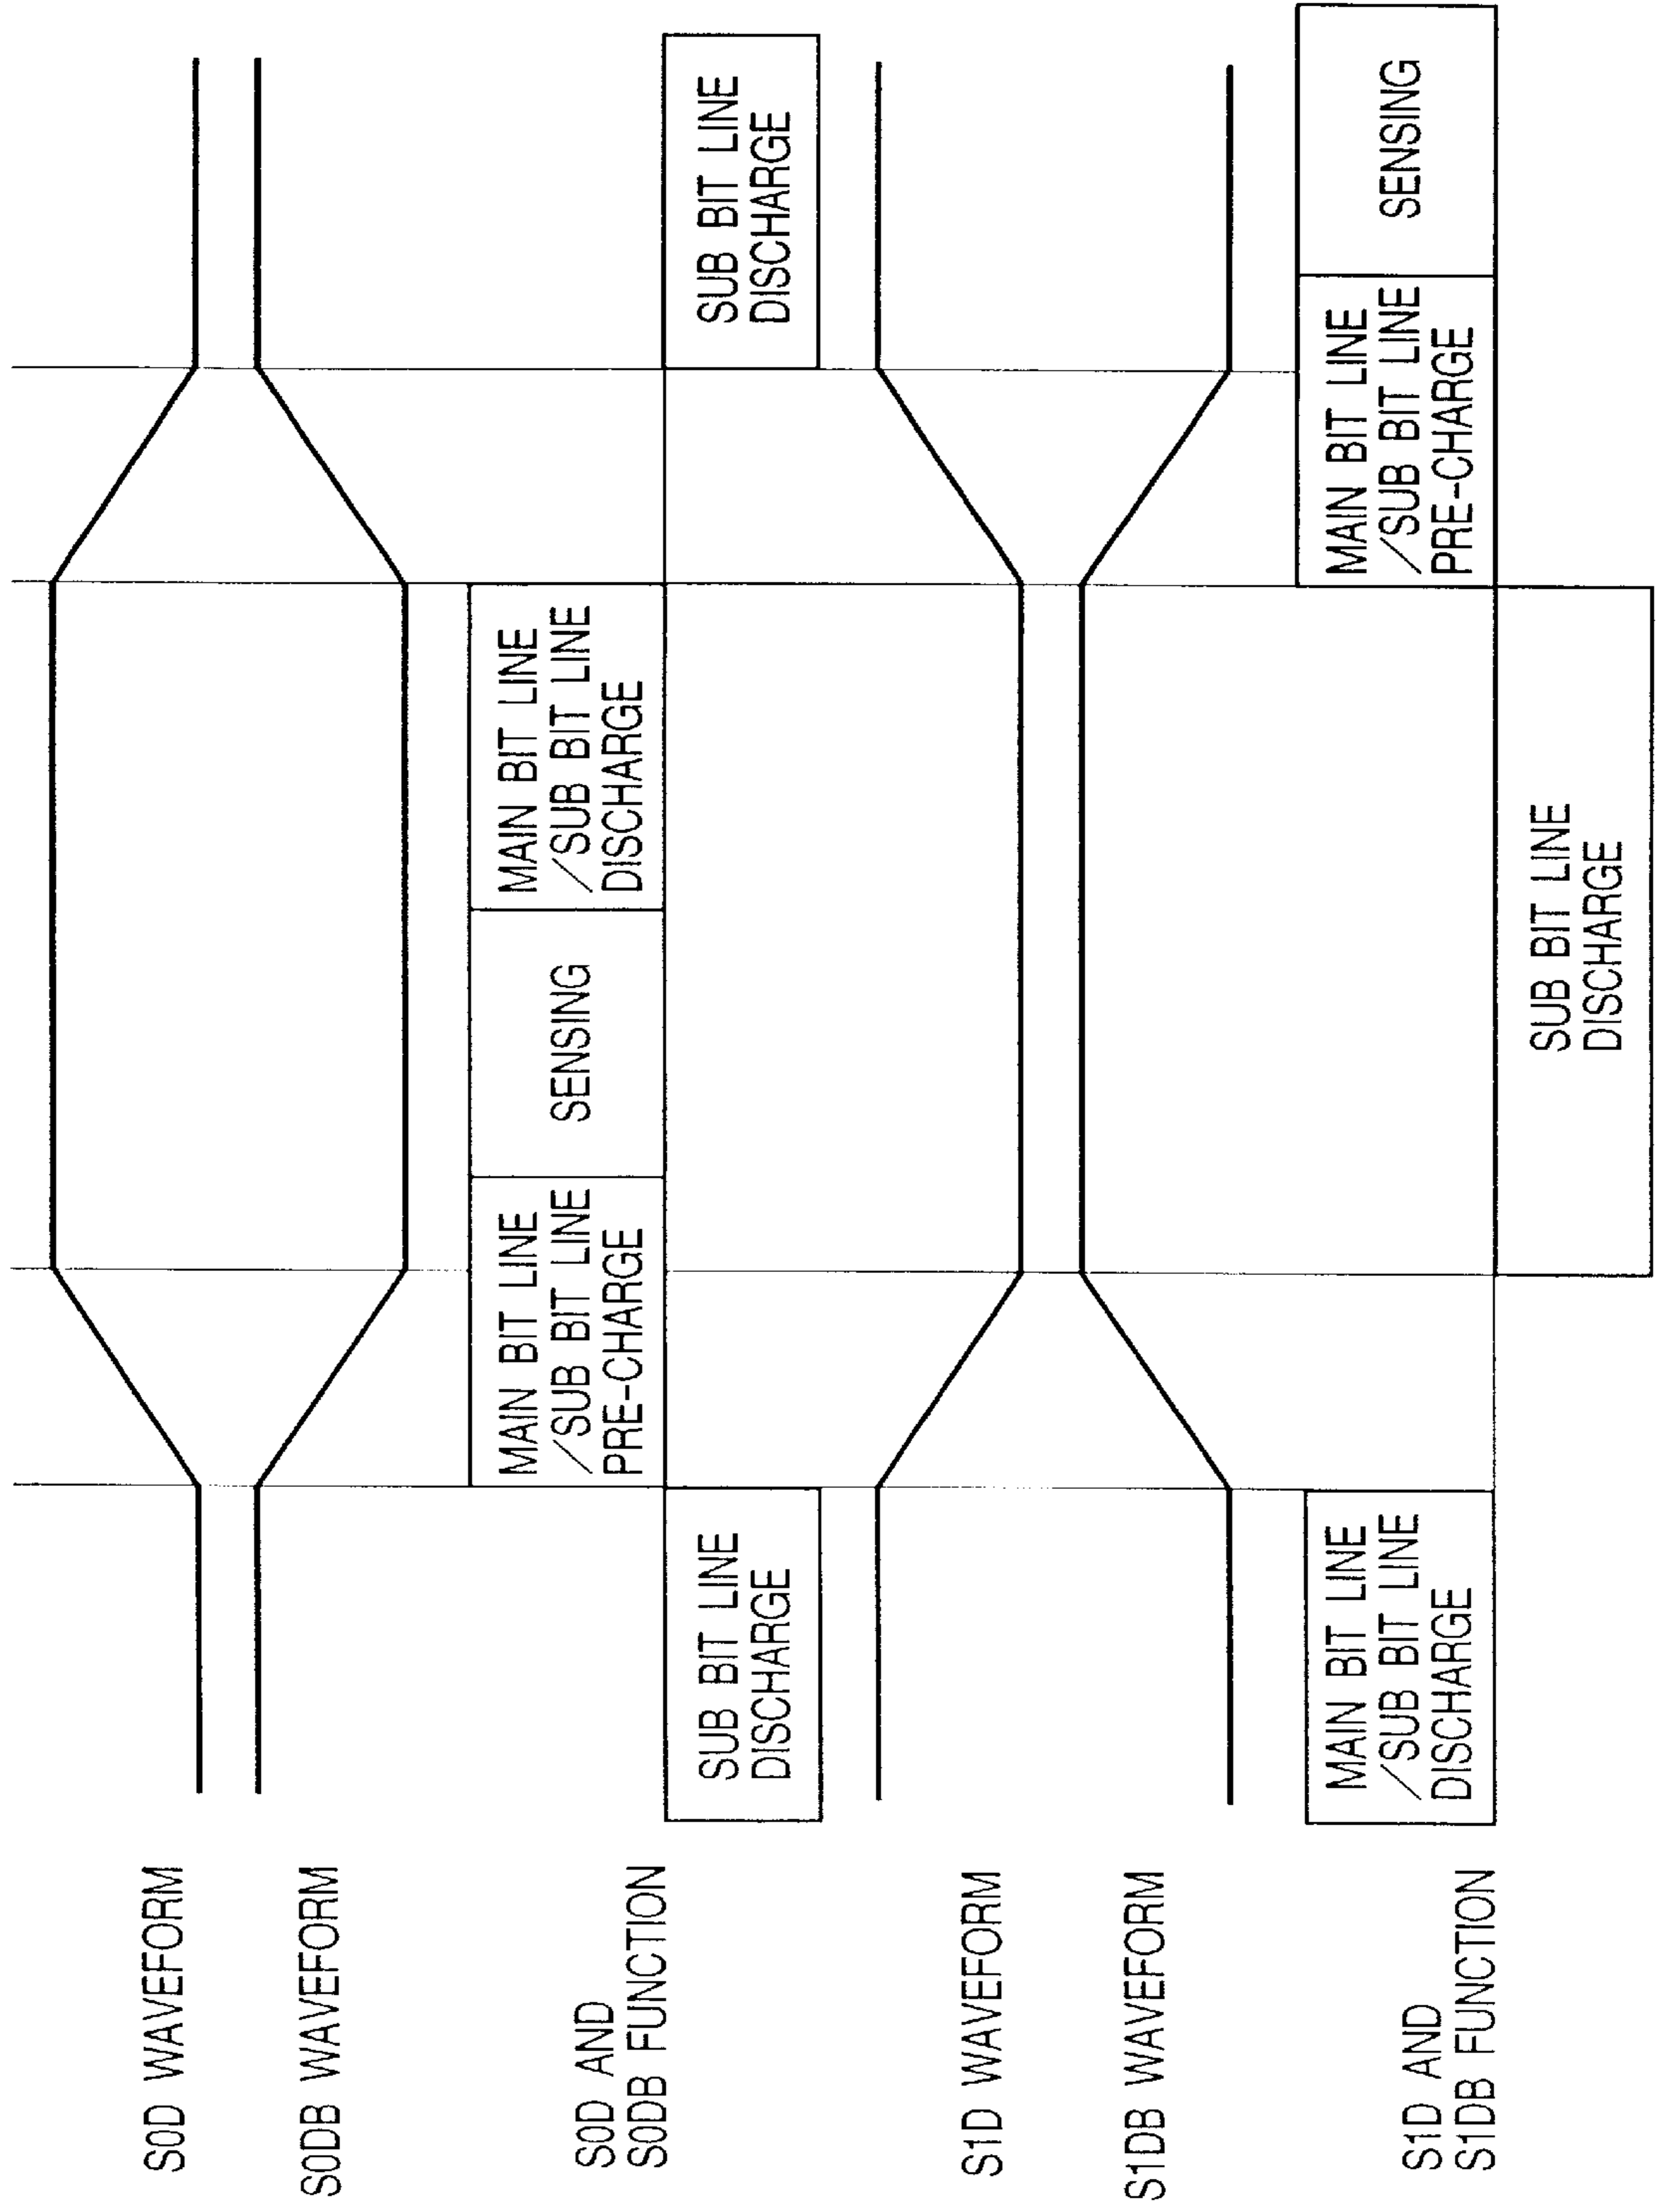 S0D WAVEFORM
S0DB WAVEFORM
MAIN BIT LINE
/SUB BIT LINE
PRE-CHARGE
SENSING
MAIN BIT LINE
/SUB BIT LINE
DISCHARGE
S0D AND
S0DB FUNCTION
SUB BIT LINE
DISCHARGE
SUB BIT LINE
DISCHARGE
S1D WAVEFORM
S1DB WAVEFORM
MAIN BIT LINE
/SUB BIT LINE
DISCHARGE
MAIN BIT LINE
/SUB BIT LINE
PRE-CHARGE
SENSING
S1D AND
S1DB FUNCTION
SUB BIT LINE
DISCHARGE